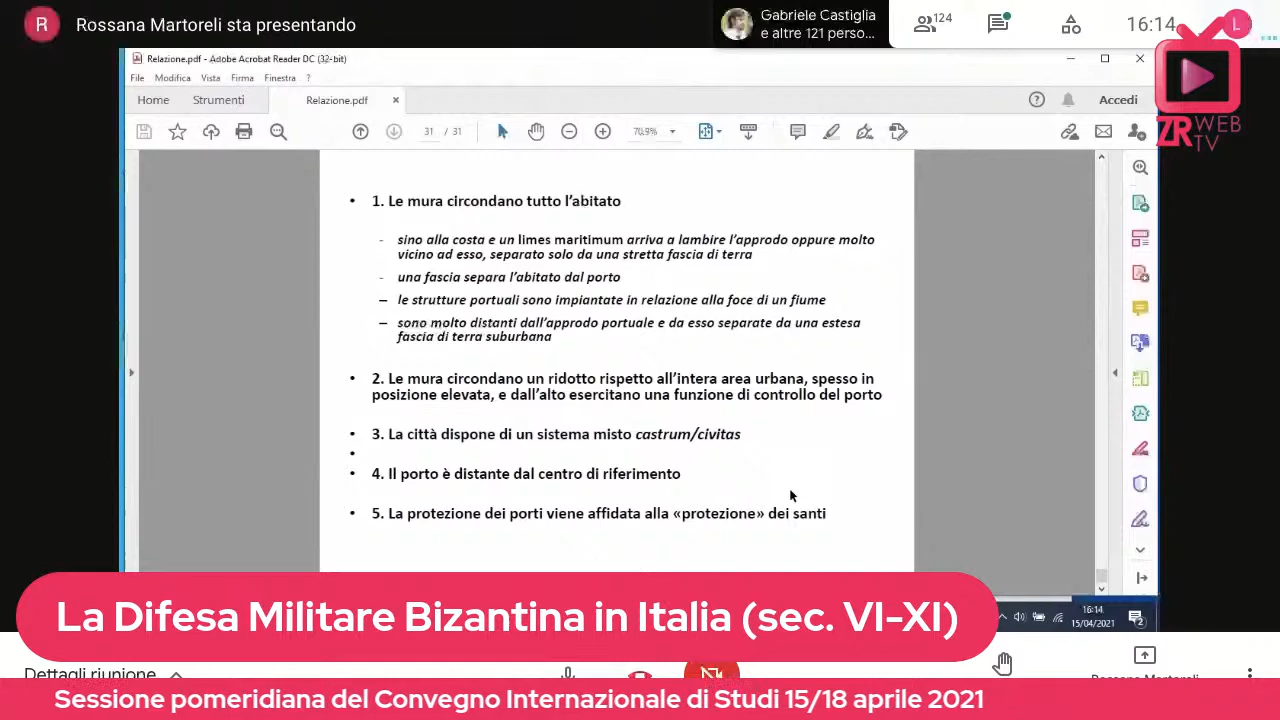 R
Rossana Martoreli sta presentando
Gabriele Castiglia
e altre 121 perso...
124
16:14
L
ZR WEB
TV
Relazione.pdf - Adobe Acrobat Reader DC (32-bit)
File Modifica Vista Firma Finestra ?
Home Strumenti Relazione.pdf × Accedi
31 / 31 70,9%
• 1. Le mura circondano tutto l'abitato
- sino alla costa e un limes maritimum arriva a lambire l'approdo oppure molto
vicino ad esso, separato solo da una stretta fascia di terra
- una fascia separa l'abitato dal porto
– le strutture portuali sono impiantate in relazione alla foce di un fiume
– sono molto distanti dall'approdo portuale e da esso separate da una estesa
fascia di terra suburbana
• 2. Le mura circondano un ridotto rispetto all'intera area urbana, spesso in
posizione elevata, e dall'alto esercitano una funzione di controllo del porto
• 3. La città dispone di un sistema misto castrum/civitas
•
• 4. Il porto è distante dal centro di riferimento
• 5. La protezione dei porti viene affidata alla «protezione» dei santi
16:14
15/04/2021
2
La Difesa Militare Bizantina in Italia (sec. VI-XI)
Dettagli riunione
Rossana Martoreli
Sessione pomeridiana del Convegno Internazionale di Studi 15/18 aprile 2021